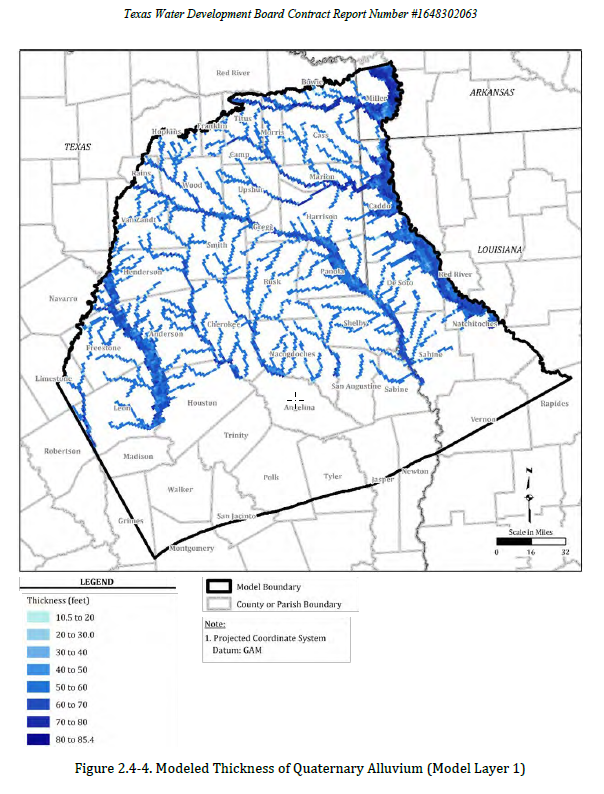 Texas Water Development Board Contract Report Number #1648302063
Red River
Bowie
ARKANSAS
Miller
Titus
Franklin
Hopkins
Morris
Cass
TEXAS
Camp
Rains
Marion
Wood
Upshur
Caddo
Harrison
Van Zandt
Gregg
Smith
LOUISIANA
Henderson
Panola
Red River
Rusk
De Soto
Navarro
Natchitoches
Cherokee
Shelby
Anderson
Freestone
Nacogdoches
Sabine
Limestone
San Augustine
Sabine
Leon
Houston
Angelina
Rapides
Vernon
Trinity
Robertson
Madison
Newton
Polk
Tyler
Jasper
Walker
N
San Jacinto
Grimes
Scale in Miles
Montgomery
0 16 32
LEGEND
Thickness (feet)
10.5 to 20
20 to 30.0
30 to 40
40 to 50
50 to 60
60 to 70
70 to 80
80 to 85.4
Model Boundary
County or Parish Boundary
Note:
1. Projected Coordinate System
Datum: GAM
Figure 2.4-4. Modeled Thickness of Quaternary Alluvium (Model Layer 1)